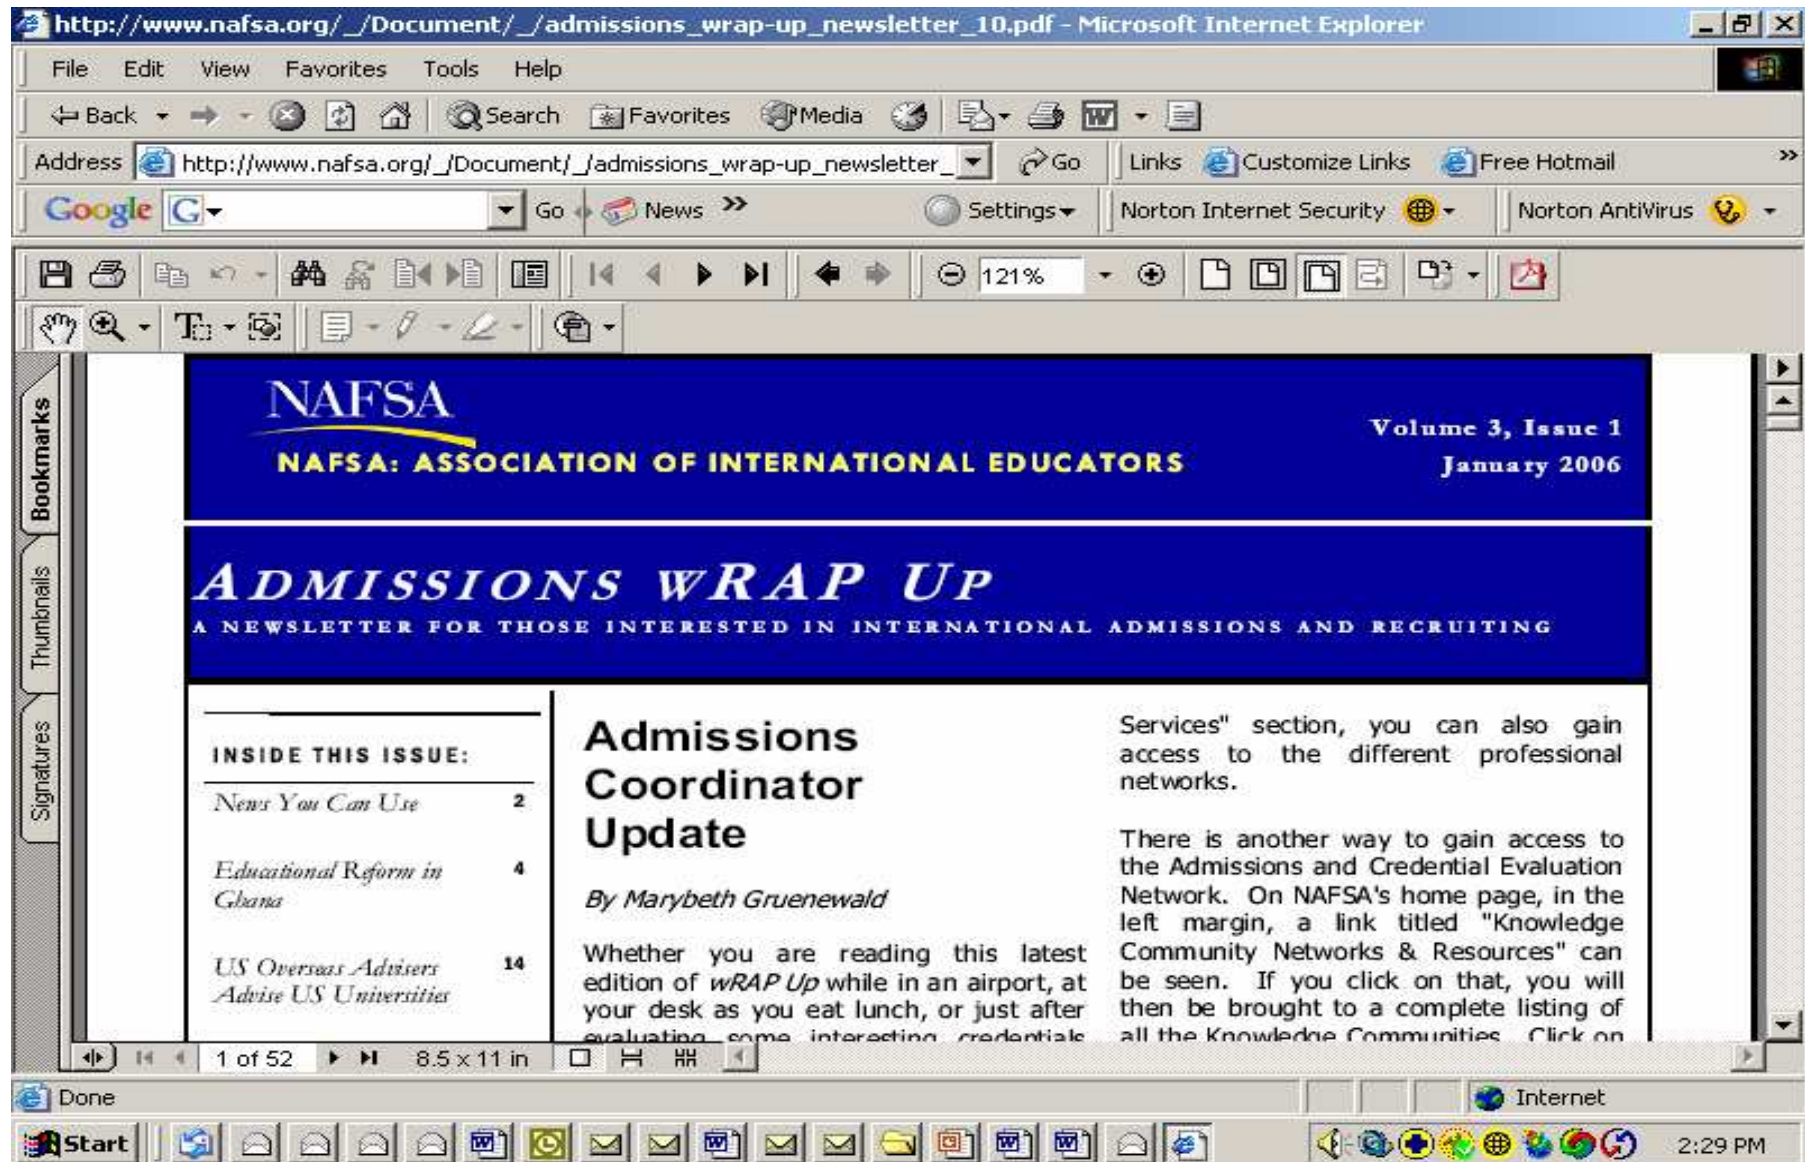 http://www.nafsa.org/_/Document/_/admissions_wrap-up_newsletter_10.pdf - Microsoft Internet Explorer
File Edit View Favorites Tools Help
Back Search Favorites Media
Address http://www.nafsa.org/_/Document/_/admissions_wrap-up_newsletter_ Go Links Customize Links Free Hotmail »
Google G Go News » Settings Norton Internet Security Norton AntiVirus
121%
Bookmarks
Thumbnails
Signatures
NAFSA
NAFSA: ASSOCIATION OF INTERNATIONAL EDUCATORS
Volume 3, Issue 1
January 2006
ADMISSIONS wRAP UP
A NEWSLETTER FOR THOSE INTERESTED IN INTERNATIONAL ADMISSIONS AND RECRUITING
INSIDE THIS ISSUE:
News You Can Use 2
Educational Reform in
Ghana 4
US Overseas Advisers
Advise US Universities 14
Admissions
Coordinator
Update
By Marybeth Gruenewald
Whether you are reading this latest
edition of wRAP Up while in an airport, at
your desk as you eat lunch, or just after
evaluating some interesting credentials
Services" section, you can also gain
access to the different professional
networks.
There is another way to gain access to
the Admissions and Credential Evaluation
Network. On NAFSA's home page, in the
left margin, a link titled "Knowledge
Community Networks & Resources" can
be seen. If you click on that, you will
then be brought to a complete listing of
all the Knowledge Communities. Click on
1 of 52 8.5 x 11 in
Done Internet
Start 2:29 PM